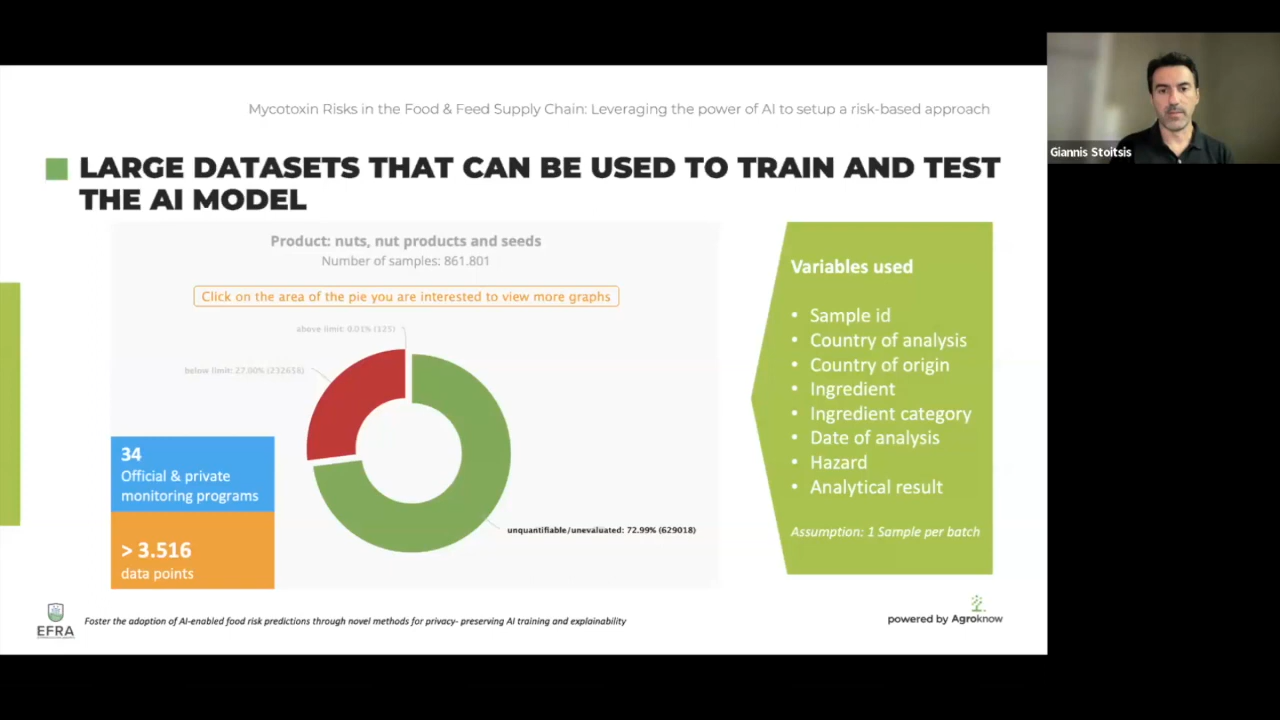 Mycotoxin Risks in the Food & Feed Supply Chain: Leveraging the power of AI to setup a risk-based approach
Giannis Stoitsis
LARGE DATASETS THAT CAN BE USED TO TRAIN AND TEST
THE AI MODEL
Product: nuts, nut products and seeds
Number of samples: 861.801
Click on the area of the pie you are interested to view more graphs
above limit: 0.01% (125)
below limit: 27.00% (232658)
unquantifiable/unevaluated: 72.99% (629018)
34
Official & private
monitoring programs
> 3.516
data points
Variables used
• Sample id
• Country of analysis
• Country of origin
• Ingredient
• Ingredient category
• Date of analysis
• Hazard
• Analytical result
Assumption: 1 Sample per batch
EFRA
Foster the adoption of AI-enabled food risk predictions through novel methods for privacy- preserving AI training and explainability
powered by Agroknow